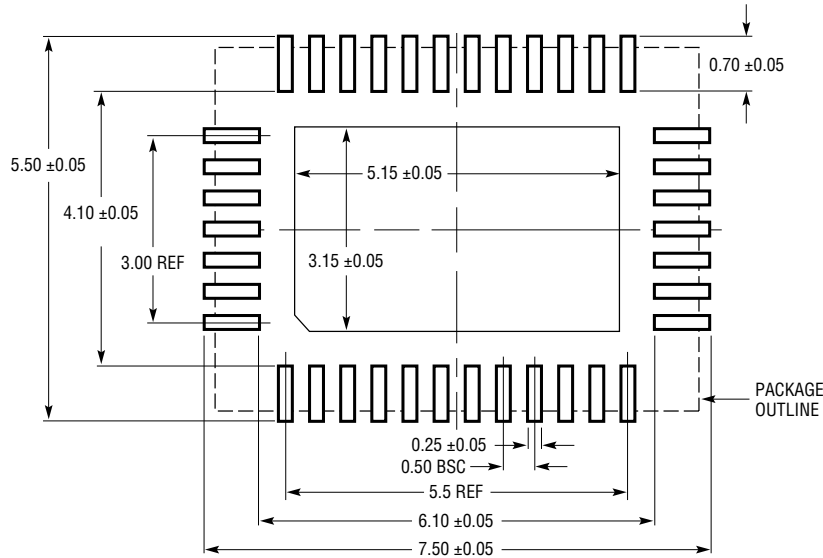 0.70 ±0.05
5.50 ±0.05
5.15 ±0.05
4.10 ±0.05
3.00 REF
3.15 ±0.05
PACKAGE
OUTLINE
0.25 ±0.05
0.50 BSC
5.5 REF
6.10 ±0.05
7.50 ±0.05